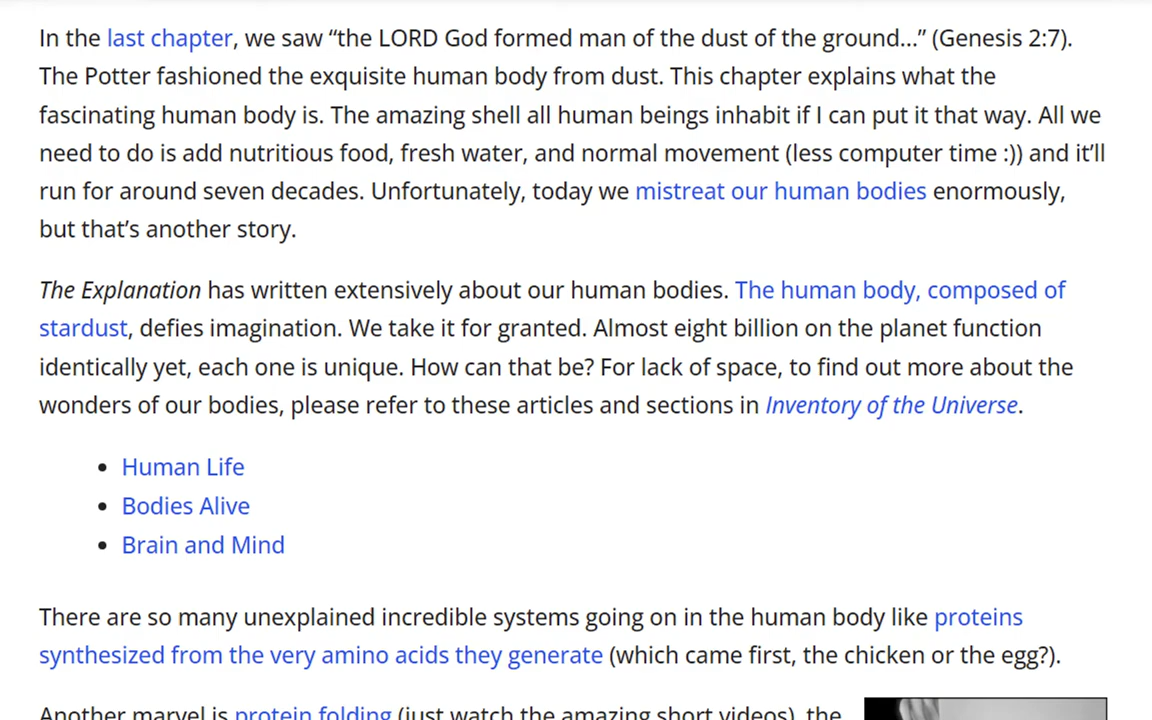 In the last chapter, we saw “the LORD God formed man of the dust of the ground…” (Genesis 2:7).
The Potter fashioned the exquisite human body from dust. This chapter explains what the
fascinating human body is. The amazing shell all human beings inhabit if I can put it that way. All we
need to do is add nutritious food, fresh water, and normal movement (less computer time :)) and it’ll
run for around seven decades. Unfortunately, today we mistreat our human bodies enormously,
but that’s another story.
The Explanation has written extensively about our human bodies. The human body, composed of
stardust, defies imagination. We take it for granted. Almost eight billion on the planet function
identically yet, each one is unique. How can that be? For lack of space, to find out more about the
wonders of our bodies, please refer to these articles and sections in Inventory of the Universe.
• Human Life
• Bodies Alive
• Brain and Mind
There are so many unexplained incredible systems going on in the human body like proteins
synthesized from the very amino acids they generate (which came first, the chicken or the egg?).
Another marvel is protein folding (just watch the amazing short videos), the